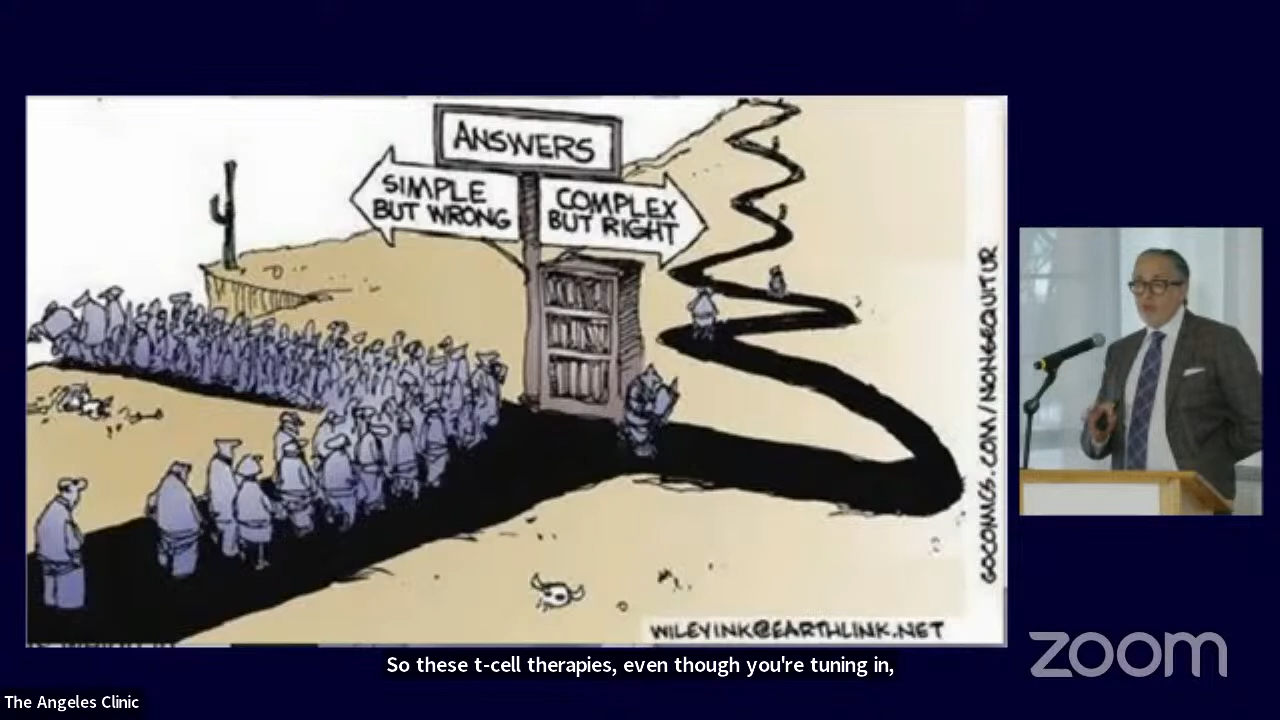 ANSWERS
SIMPLE
BUT WRONG
COMPLEX
BUT RIGHT
GOCOMICS.COM/NONSEQUITUR
WILEYINK@EARTHLINK.NET
So these t-cell therapies, even though you're tuning in,
The Angeles Clinic
zoom